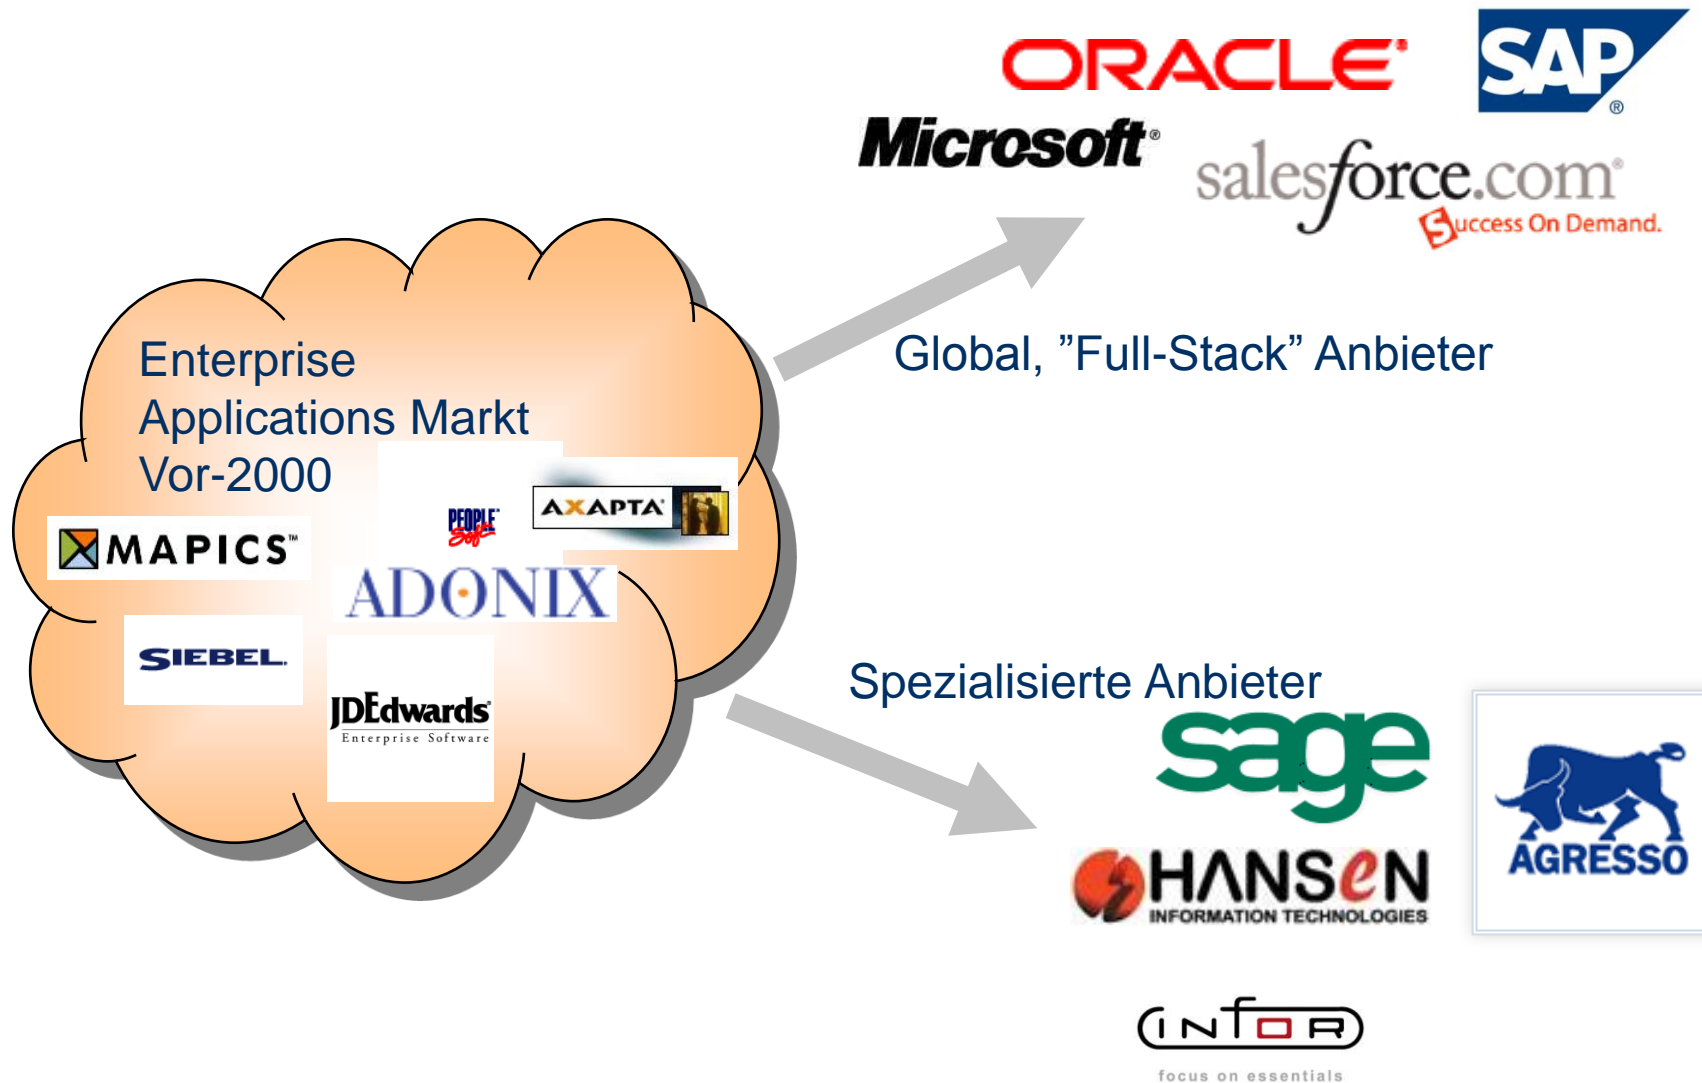 ORACLE®
SAP
®
Microsoft®
salesforce.com®
Success On Demand.
Global, ”Full-Stack” Anbieter
Enterprise
Applications Markt
Vor-2000
PEOPLE
Soft
AXAPTA
MAPICS™
ADONIX
SIEBEL.
JDEdwards
Enterprise Software
Spezialisierte Anbieter
sage
AGRESSO
HANSEN
INFORMATION TECHNOLOGIES
INFOR
focus on essentials